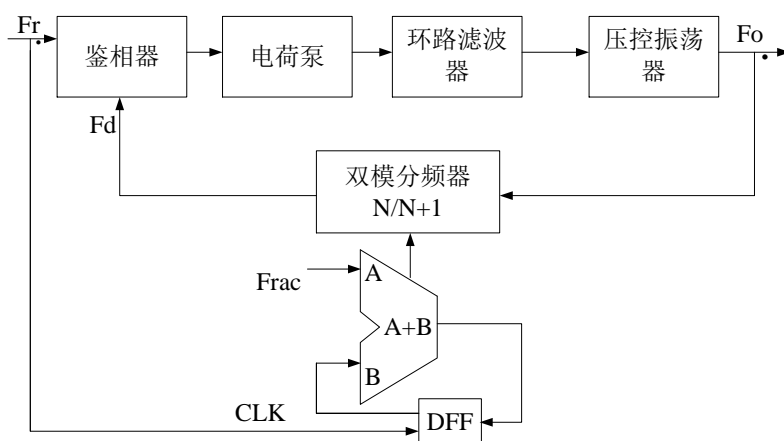 Fr
鉴相器
电荷泵
环路滤波
器
压控振荡
器
Fo
Fd
双模分频器
N/N+1
Frac
A
A+B
B
CLK
DFF